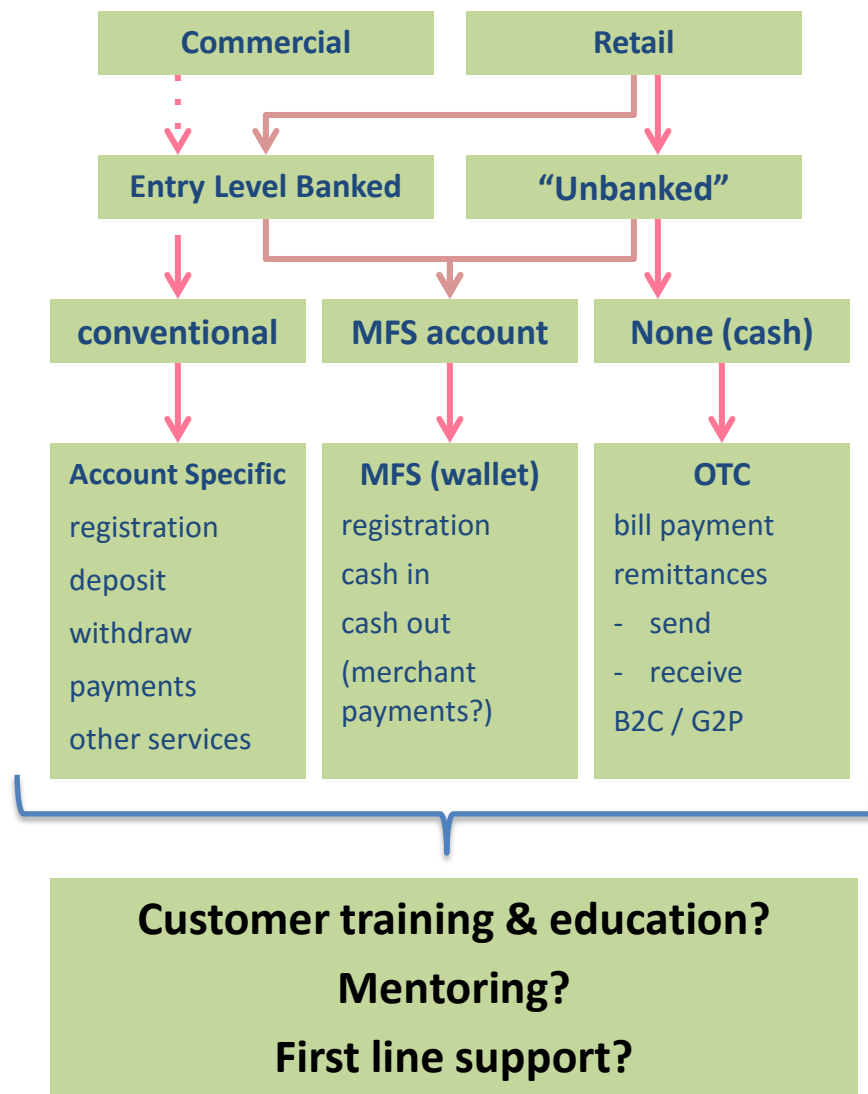 Commercial
Retail
Entry Level Banked
“Unbanked”
conventional
MFS account
None (cash)
Account Specific
registration
deposit
withdraw
payments
other services
MFS (wallet)
registration
cash in
cash out
(merchant
payments?)
OTC
bill payment
remittances
- send
- receive
B2C / G2P
Customer training & education?
Mentoring?
First line support?